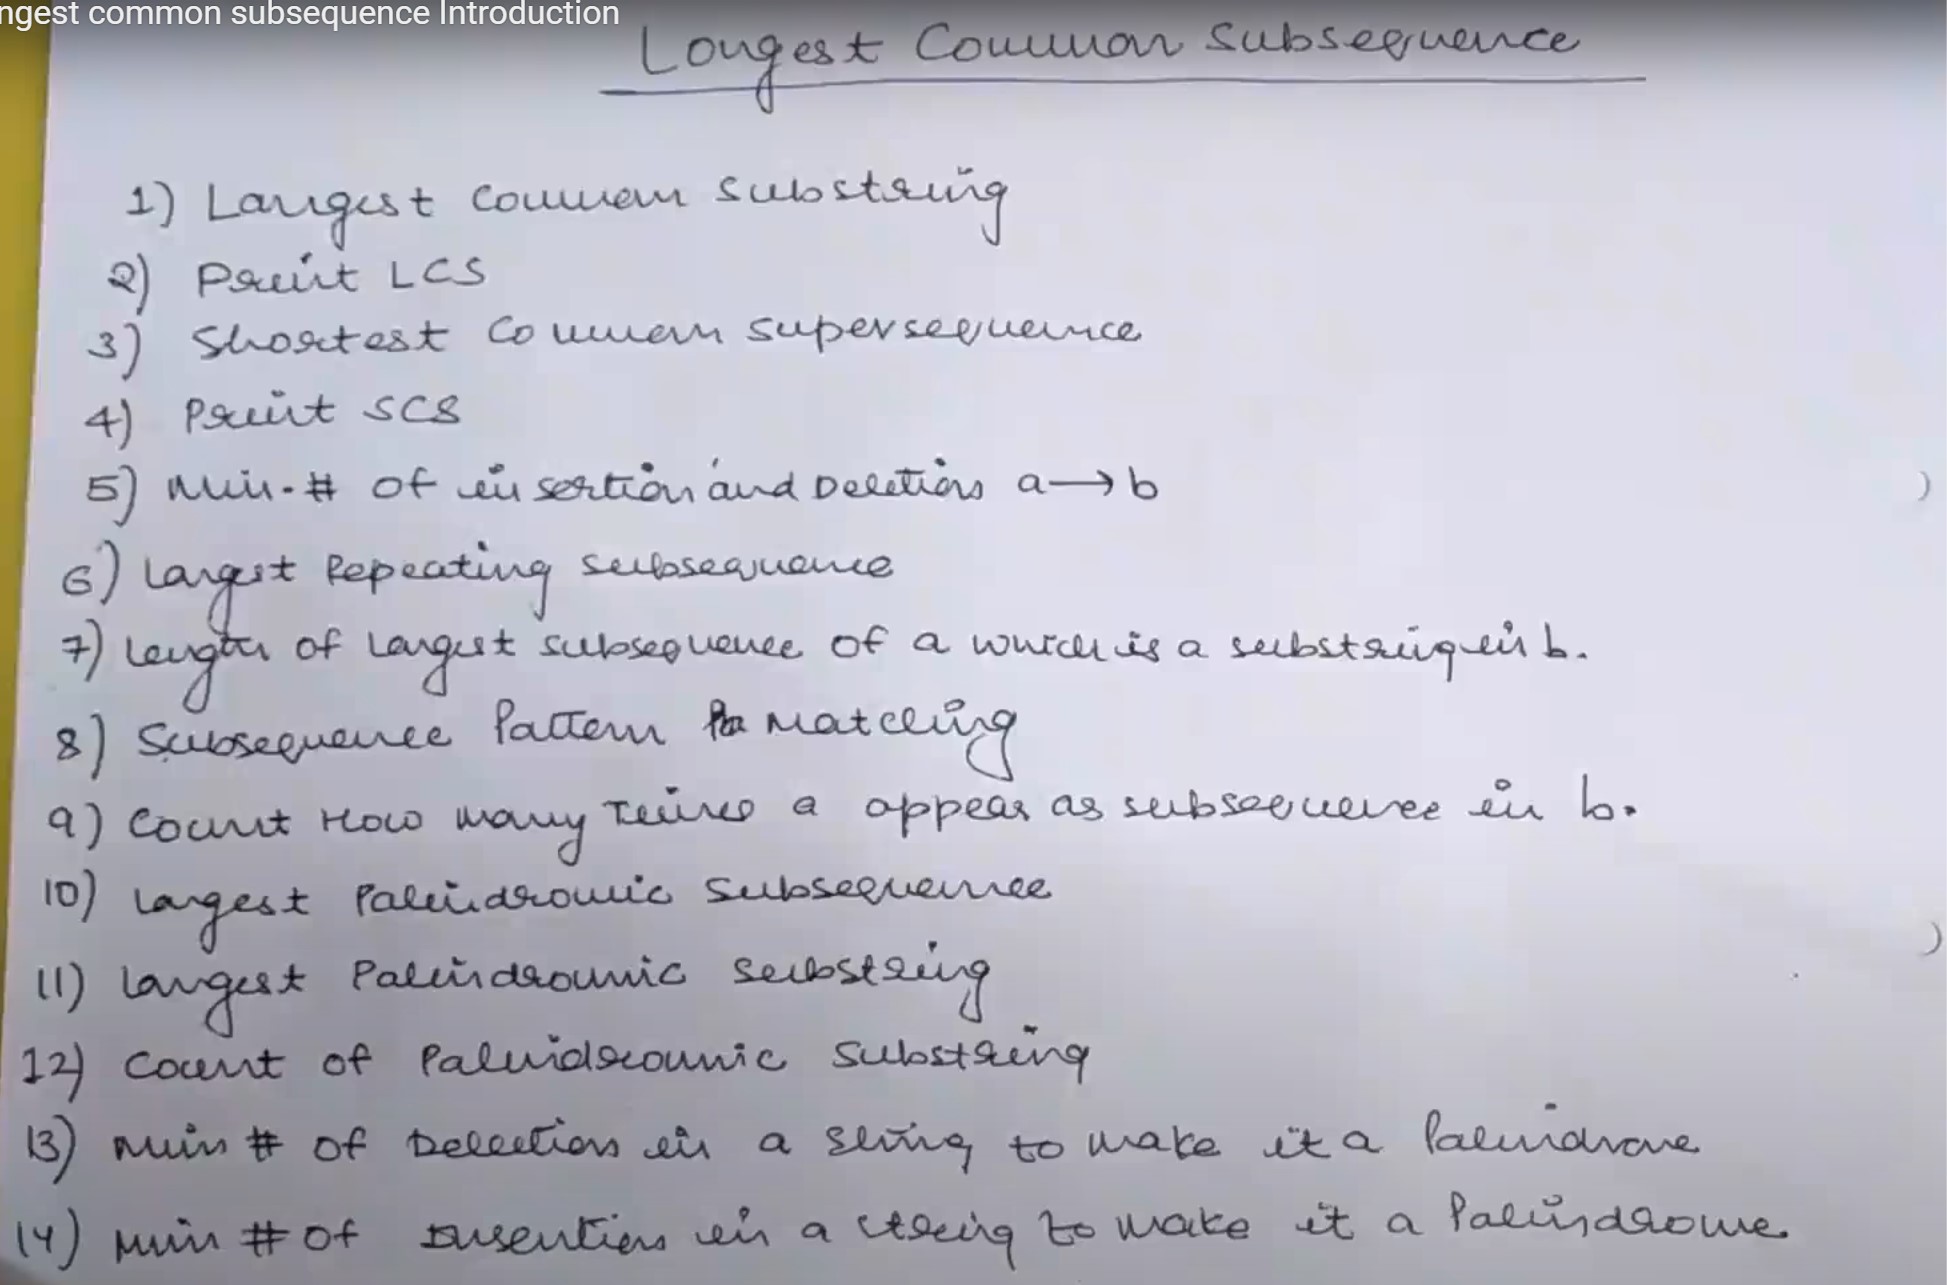 ngest common subsequence Introduction
Longest Common Subsequence
1) Largest common substring
2) Print LCS
3) Shortest common supersequence
4) Print SCS
5) Min. # of insertion and Deletions a → b
6) Largest Repeating subsequence
7) Length of Largest subsequence of a which is a substring in b.
8) Subsequence Pattern Matching
9) Count How many Times a appear as subsequence in b.
10) Largest Palindromic Subsequence
11) Largest Palindromic Substring
12) Count of Palindromic Substring
13) Min # of Deletions in a string to make it a Palindrome
14) Min # of Insertions in a string to make it a Palindrome